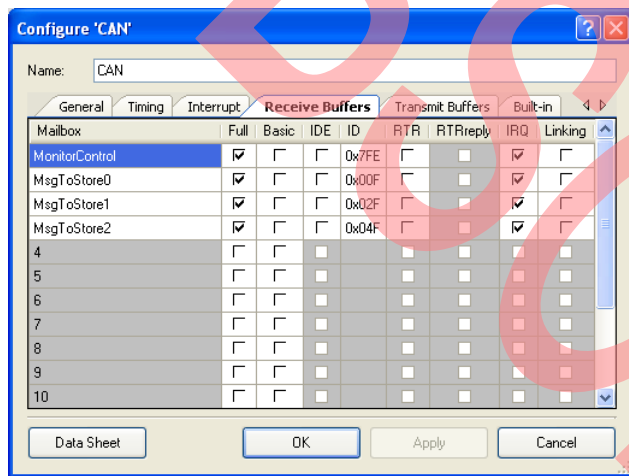 Configure 'CAN'
Name: CAN
General Timing Interrupt Receive Buffers Transmit Buffers Built-in
Mailbox Full Basic IDE ID RTR RTRreply IRQ Linking
MonitorControl 0x7FE
MsgToStore0 0x00F
MsgToStore1 0x02F
MsgToStore2 0x04F
4
5
6
7
8
9
10
Data Sheet OK Apply Cancel